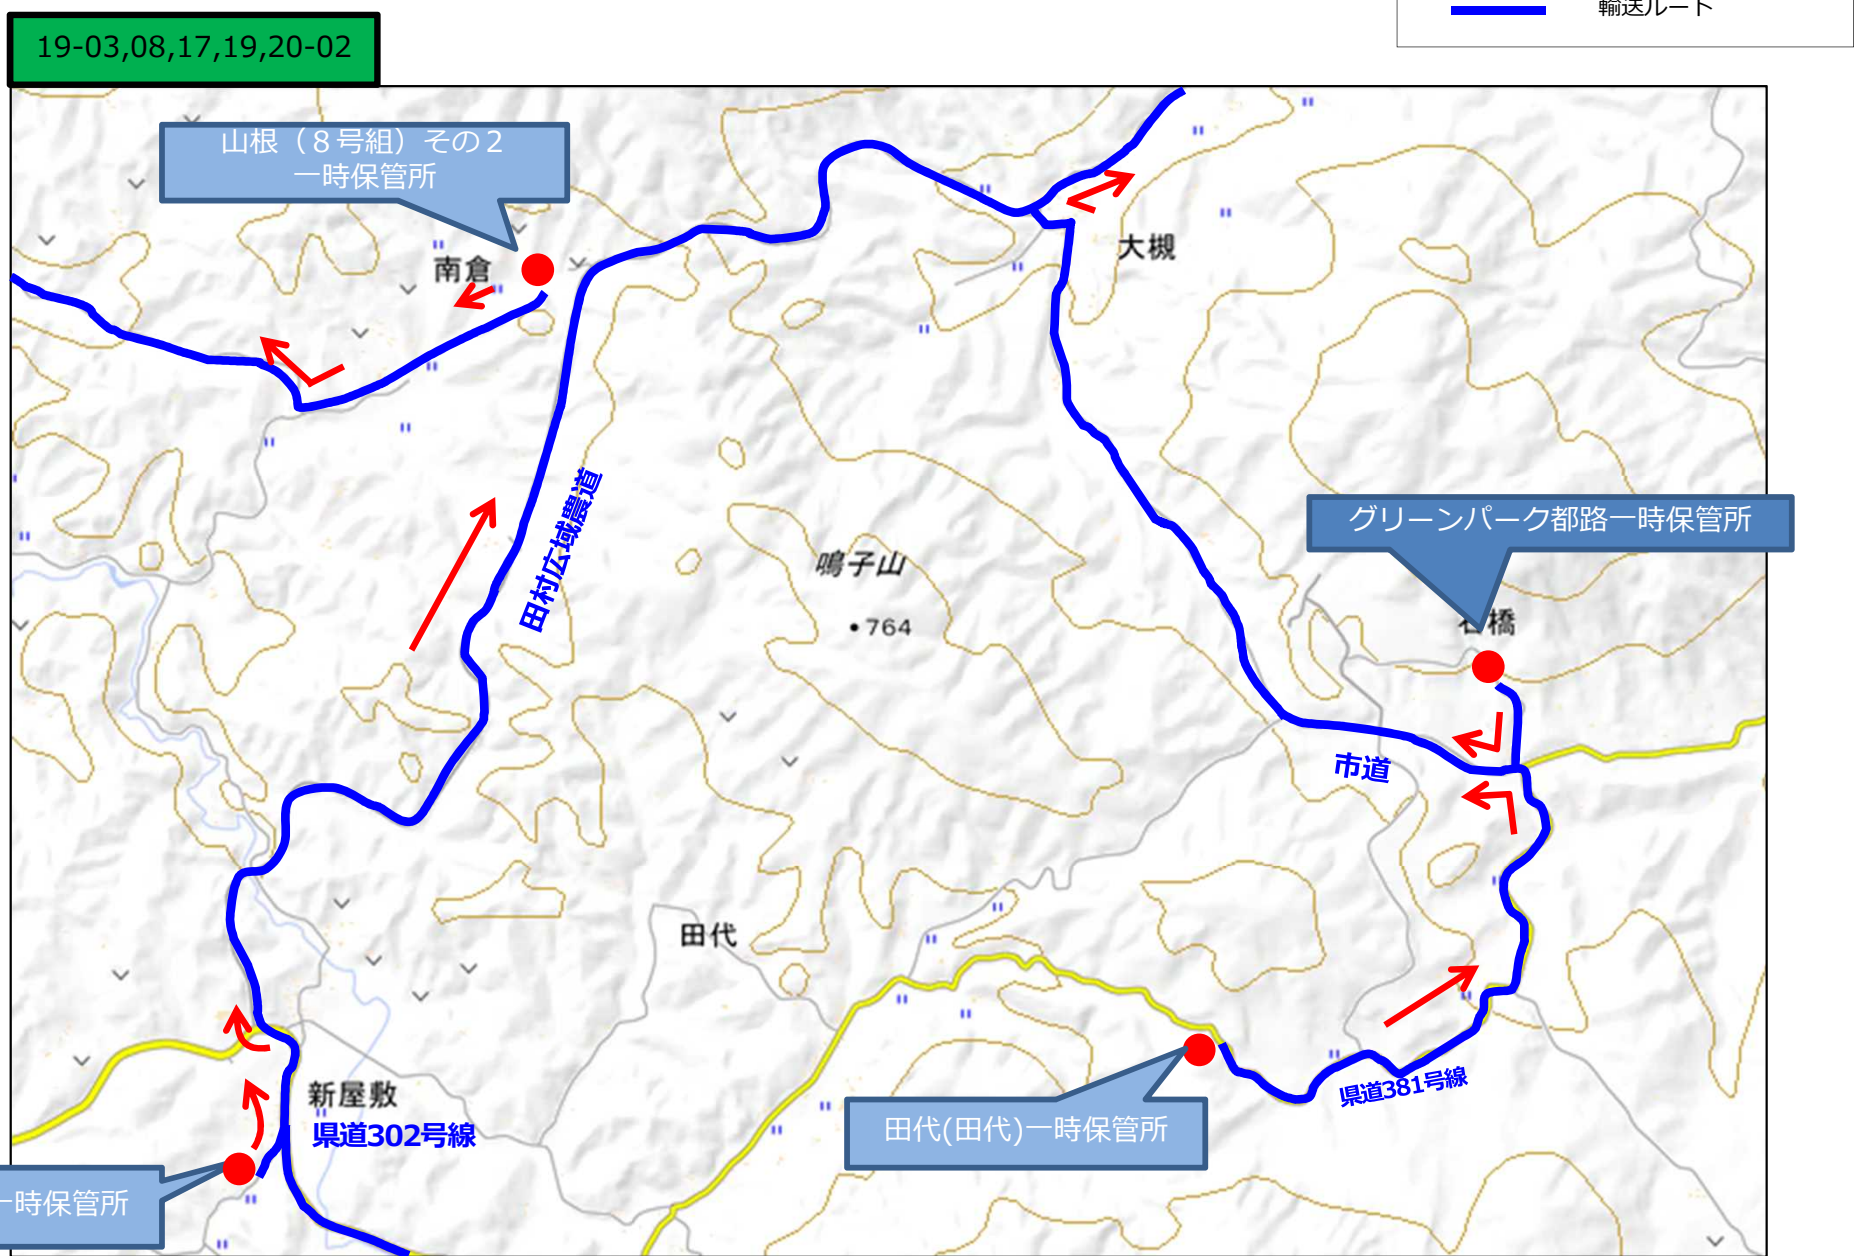 輸送ルート
19-03,08,17,19,20-02
山根（８号組）その２
一時保管所
南倉
大槻
田村広域農道
グリーンパーク都路一時保管所
鳴子山
764
橋
市道
田代
県道381号線
新屋敷
県道302号線
田代(田代)一時保管所
一時保管所